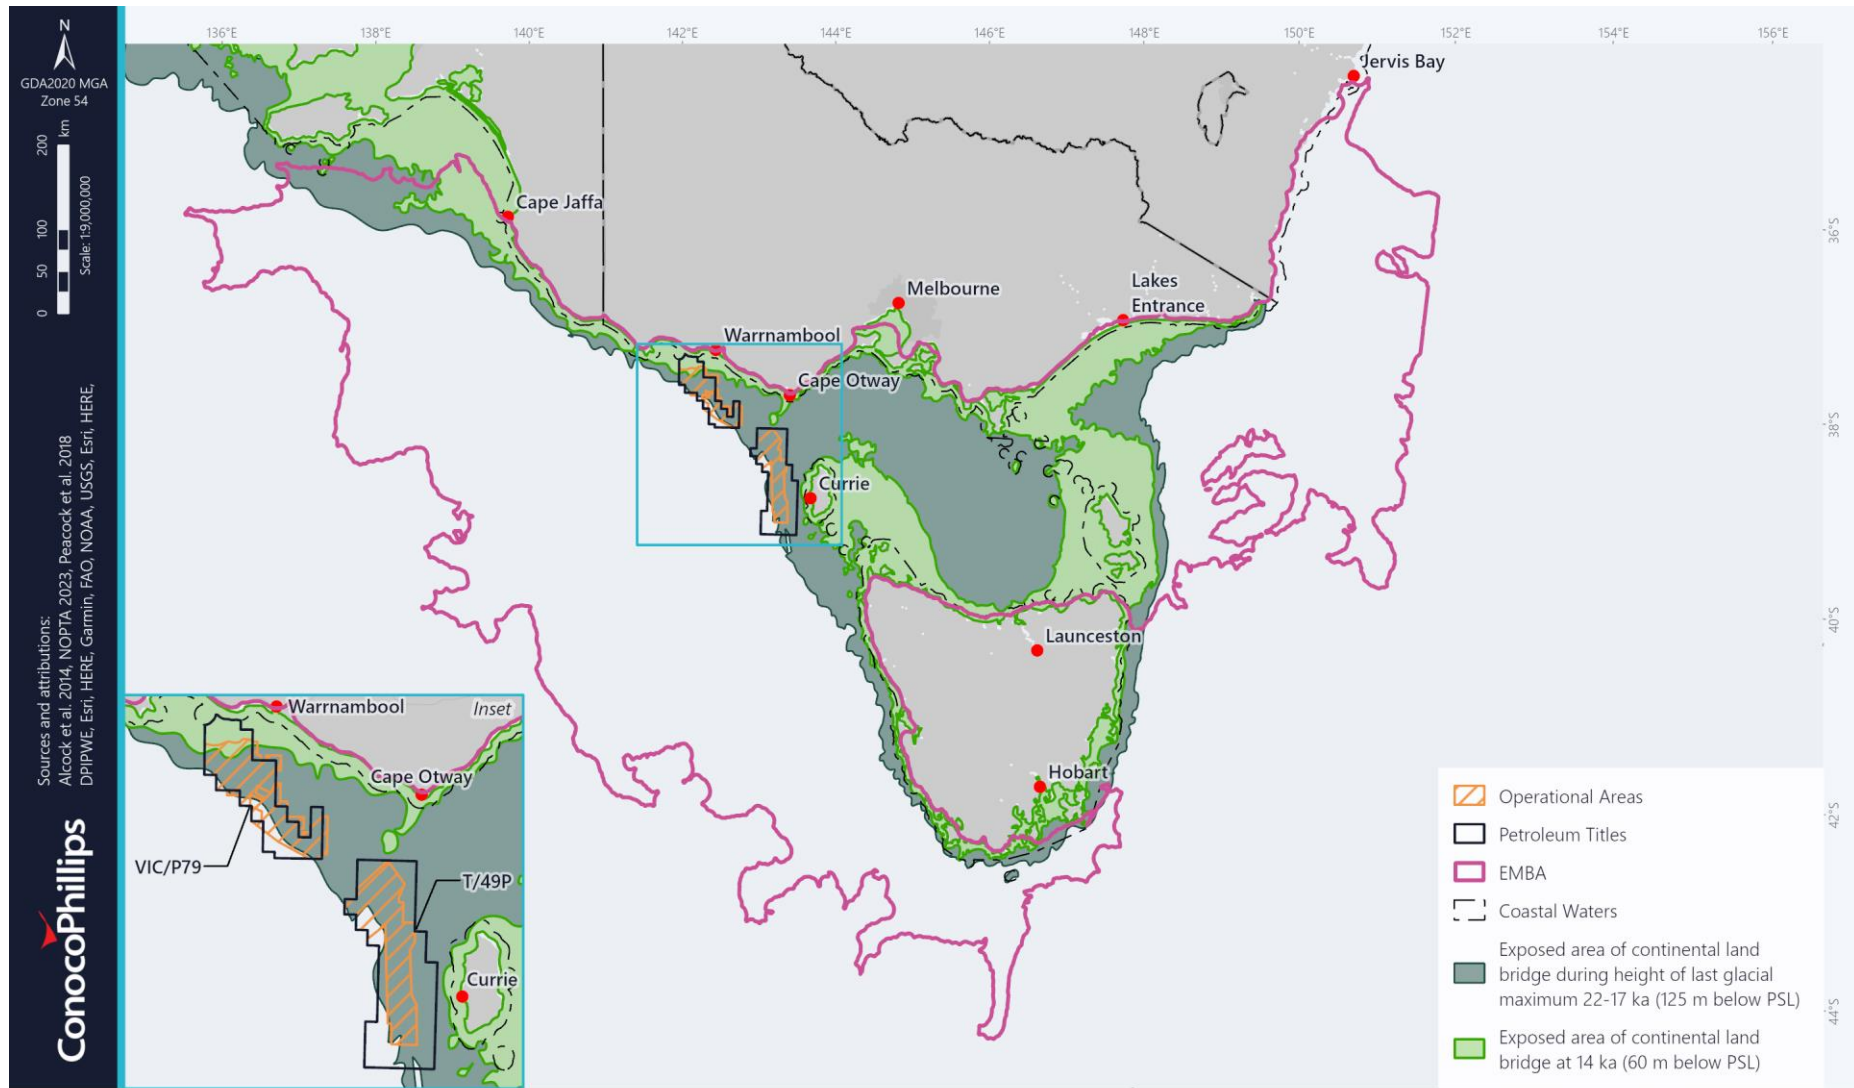 N
GDA2020 MGA
Zone 54
0 50 100 200
km
Scale: 1:9,000,000
Sources and attributions:
Alcock et al. 2014, NOPTA 2023, Peacock et al. 2018
DPIPWE, Esri, HERE, Garmin, FAO, NOAA, USGS, Esri, HERE,
ConocoPhillips
136°E 138°E 140°E 142°E 144°E 146°E 148°E 150°E 152°E 154°E 156°E
Jervis Bay
Cape Jaffa
36°S
Melbourne
Lakes
Entrance
Warrnambool
Cape Otway
38°S
Currie
40°S
Launceston
Hobart
42°S
44°S
Warrnambool
Inset
Cape Otway
VIC/P79
T/49P
Currie
Operational Areas
Petroleum Titles
EMBA
Coastal Waters
Exposed area of continental land
bridge during height of last glacial
maximum 22-17 ka (125 m below PSL)
Exposed area of continental land
bridge at 14 ka (60 m below PSL)